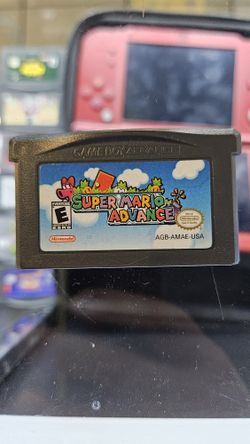 GAME BOY ADVANCE
SUPER MARIO
ADVANCE
E
Nintendo
AGB-AMAE-USA